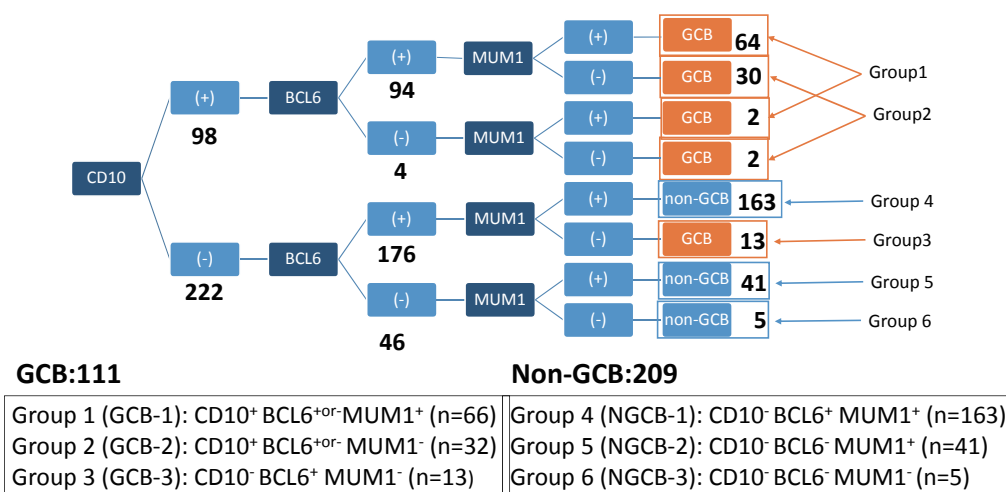 (+) GCB 64
(+) MUM1
94
(-) GCB 30
Group1
(+) BCL6
98
(+) GCB 2
Group2
(-) MUM1
4
(-) GCB 2
CD10
(+) non-GCB 163 Group 4
(+) MUM1
176
(-) GCB 13 Group3
(-) BCL6
222
(+) non-GCB 41 Group 5
(-) MUM1
46
(-) non-GCB 5 Group 6
GCB:111
Group 1 (GCB-1): CD10⁺ BCL6⁺ᵒʳ⁻MUM1⁺ (n=66)
Group 2 (GCB-2): CD10⁺ BCL6⁺ᵒʳ⁻ MUM1⁻ (n=32)
Group 3 (GCB-3): CD10⁻ BCL6⁺ MUM1⁻ (n=13)
Non-GCB:209
Group 4 (NGCB-1): CD10⁻ BCL6⁺ MUM1⁺ (n=163)
Group 5 (NGCB-2): CD10⁻ BCL6⁻ MUM1⁺ (n=41)
Group 6 (NGCB-3): CD10⁻ BCL6⁻ MUM1⁻ (n=5)